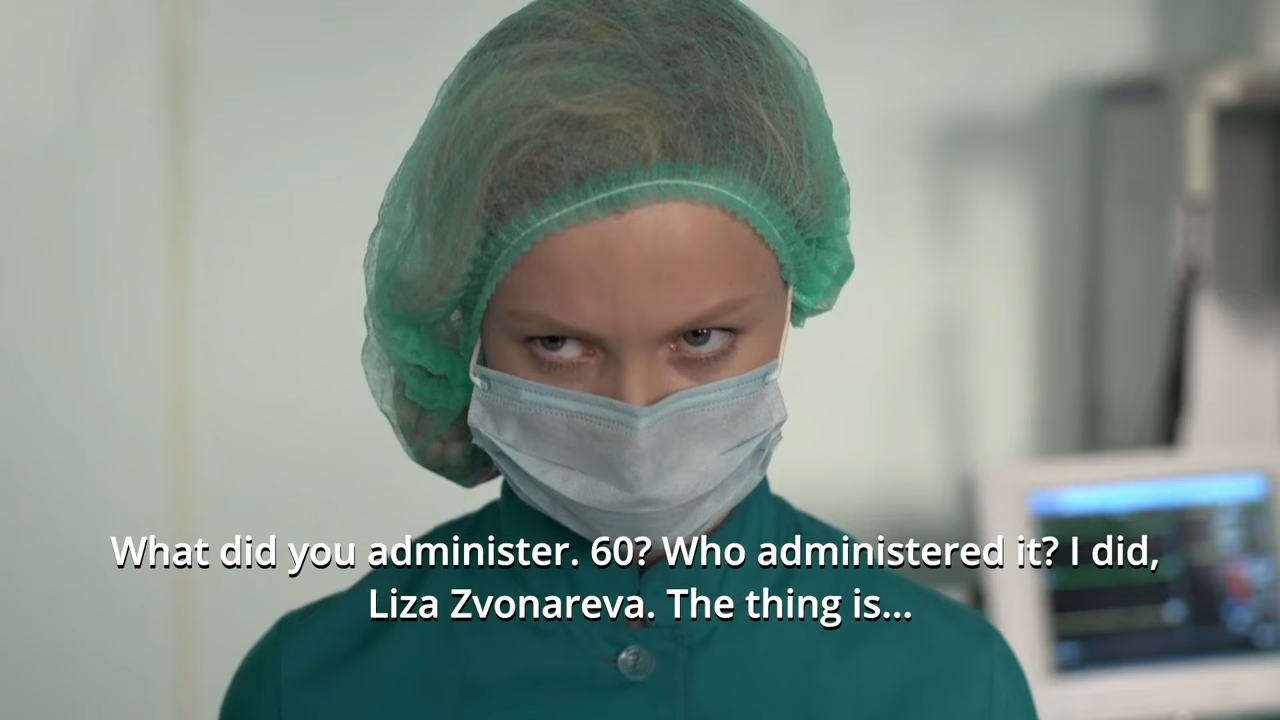 What did you administer. 60? Who administered it? I did,
Liza Zvonareva. The thing is...